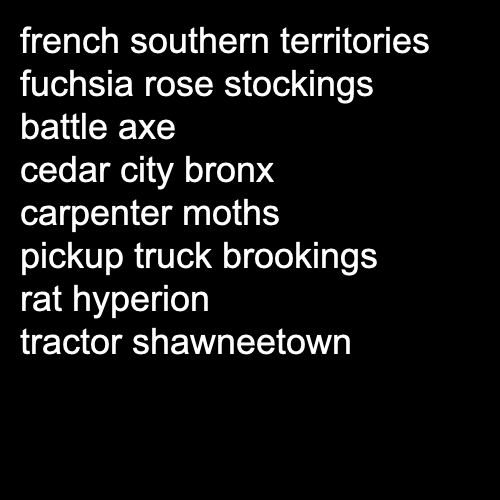 french southern territories
fuchsia rose stockings
battle axe
cedar city bronx
carpenter moths
pickup truck brookings
rat hyperion
tractor shawneetown